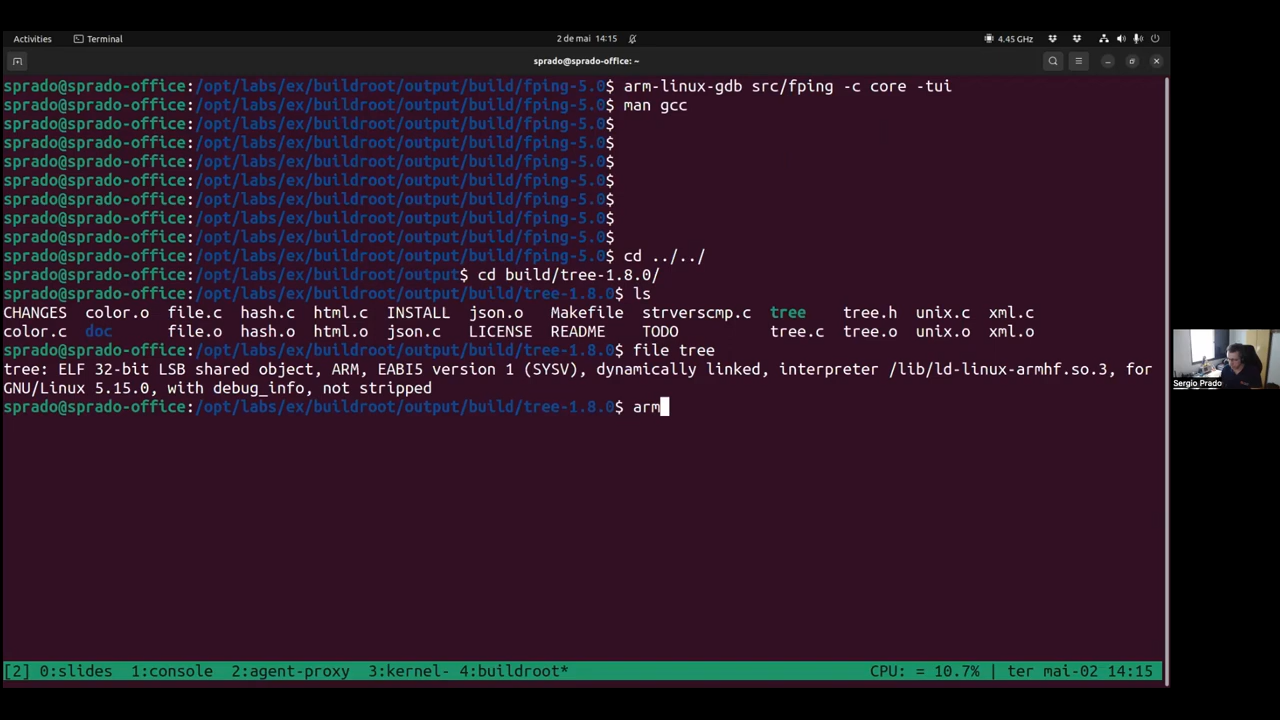 Activities Terminal 2 de mai 14:15 4.45 GHz
sprado@sprado-office: ~
sprado@sprado-office:/opt/labs/ex/buildroot/output/build/fping-5.0$ arm-linux-gdb src/fping -c core -tui
sprado@sprado-office:/opt/labs/ex/buildroot/output/build/fping-5.0$ man gcc
sprado@sprado-office:/opt/labs/ex/buildroot/output/build/fping-5.0$
sprado@sprado-office:/opt/labs/ex/buildroot/output/build/fping-5.0$
sprado@sprado-office:/opt/labs/ex/buildroot/output/build/fping-5.0$
sprado@sprado-office:/opt/labs/ex/buildroot/output/build/fping-5.0$
sprado@sprado-office:/opt/labs/ex/buildroot/output/build/fping-5.0$
sprado@sprado-office:/opt/labs/ex/buildroot/output/build/fping-5.0$
sprado@sprado-office:/opt/labs/ex/buildroot/output/build/fping-5.0$
sprado@sprado-office:/opt/labs/ex/buildroot/output/build/fping-5.0$ cd ../../
sprado@sprado-office:/opt/labs/ex/buildroot/output$ cd build/tree-1.8.0/
sprado@sprado-office:/opt/labs/ex/buildroot/output/build/tree-1.8.0$ ls
CHANGES color.o file.c hash.c html.c INSTALL json.o Makefile strverscmp.c tree tree.h unix.c xml.c
color.c doc file.o hash.o html.o json.c LICENSE README TODO tree.c tree.o unix.o xml.o
sprado@sprado-office:/opt/labs/ex/buildroot/output/build/tree-1.8.0$ file tree
tree: ELF 32-bit LSB shared object, ARM, EABI5 version 1 (SYSV), dynamically linked, interpreter /lib/ld-linux-armhf.so.3, for
GNU/Linux 5.15.0, with debug_info, not stripped
sprado@sprado-office:/opt/labs/ex/buildroot/output/build/tree-1.8.0$ arm
Sergio Prado
[2] 0:slides 1:console 2:agent-proxy 3:kernel- 4:buildroot* CPU: = 10.7% | ter mai-02 14:15